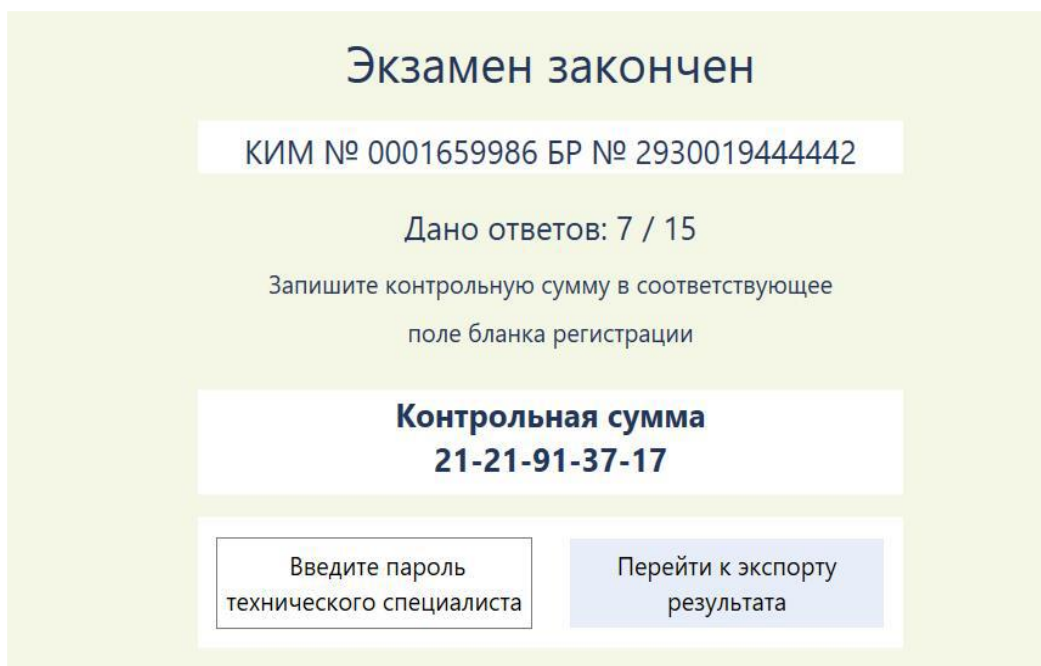 Экзамен закончен
КИМ № 0001659986 БР № 2930019444442
Дано ответов: 7 / 15
Запишите контрольную сумму в соответствующее
поле бланка регистрации
Контрольная сумма
21-21-91-37-17
Введите пароль
технического специалиста
Перейти к экспорту
результата